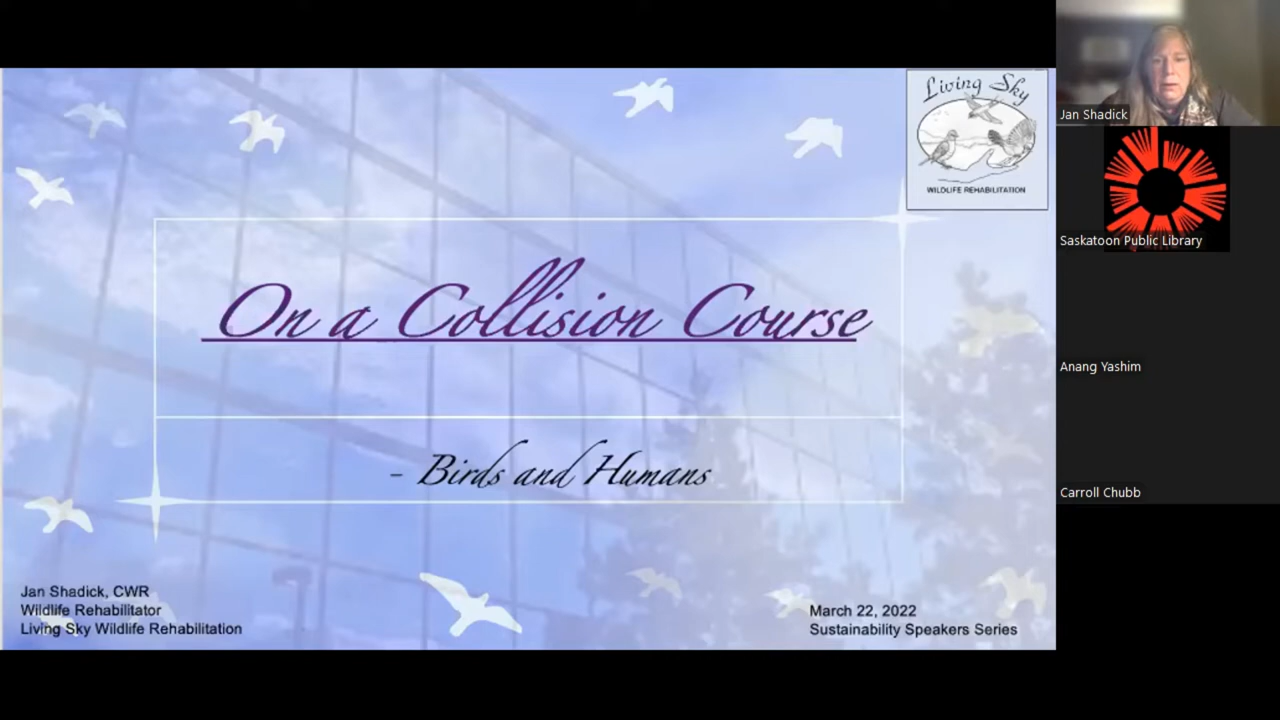 Living Sky
WILDLIFE REHABILITATION
On a Collision Course
- Birds and Humans
Jan Shadick, CWR
Wildlife Rehabilitator
Living Sky Wildlife Rehabilitation
March 22, 2022
Sustainability Speakers Series
Jan Shadick
Saskatoon Public Library
Anang Yashim
Carroll Chubb